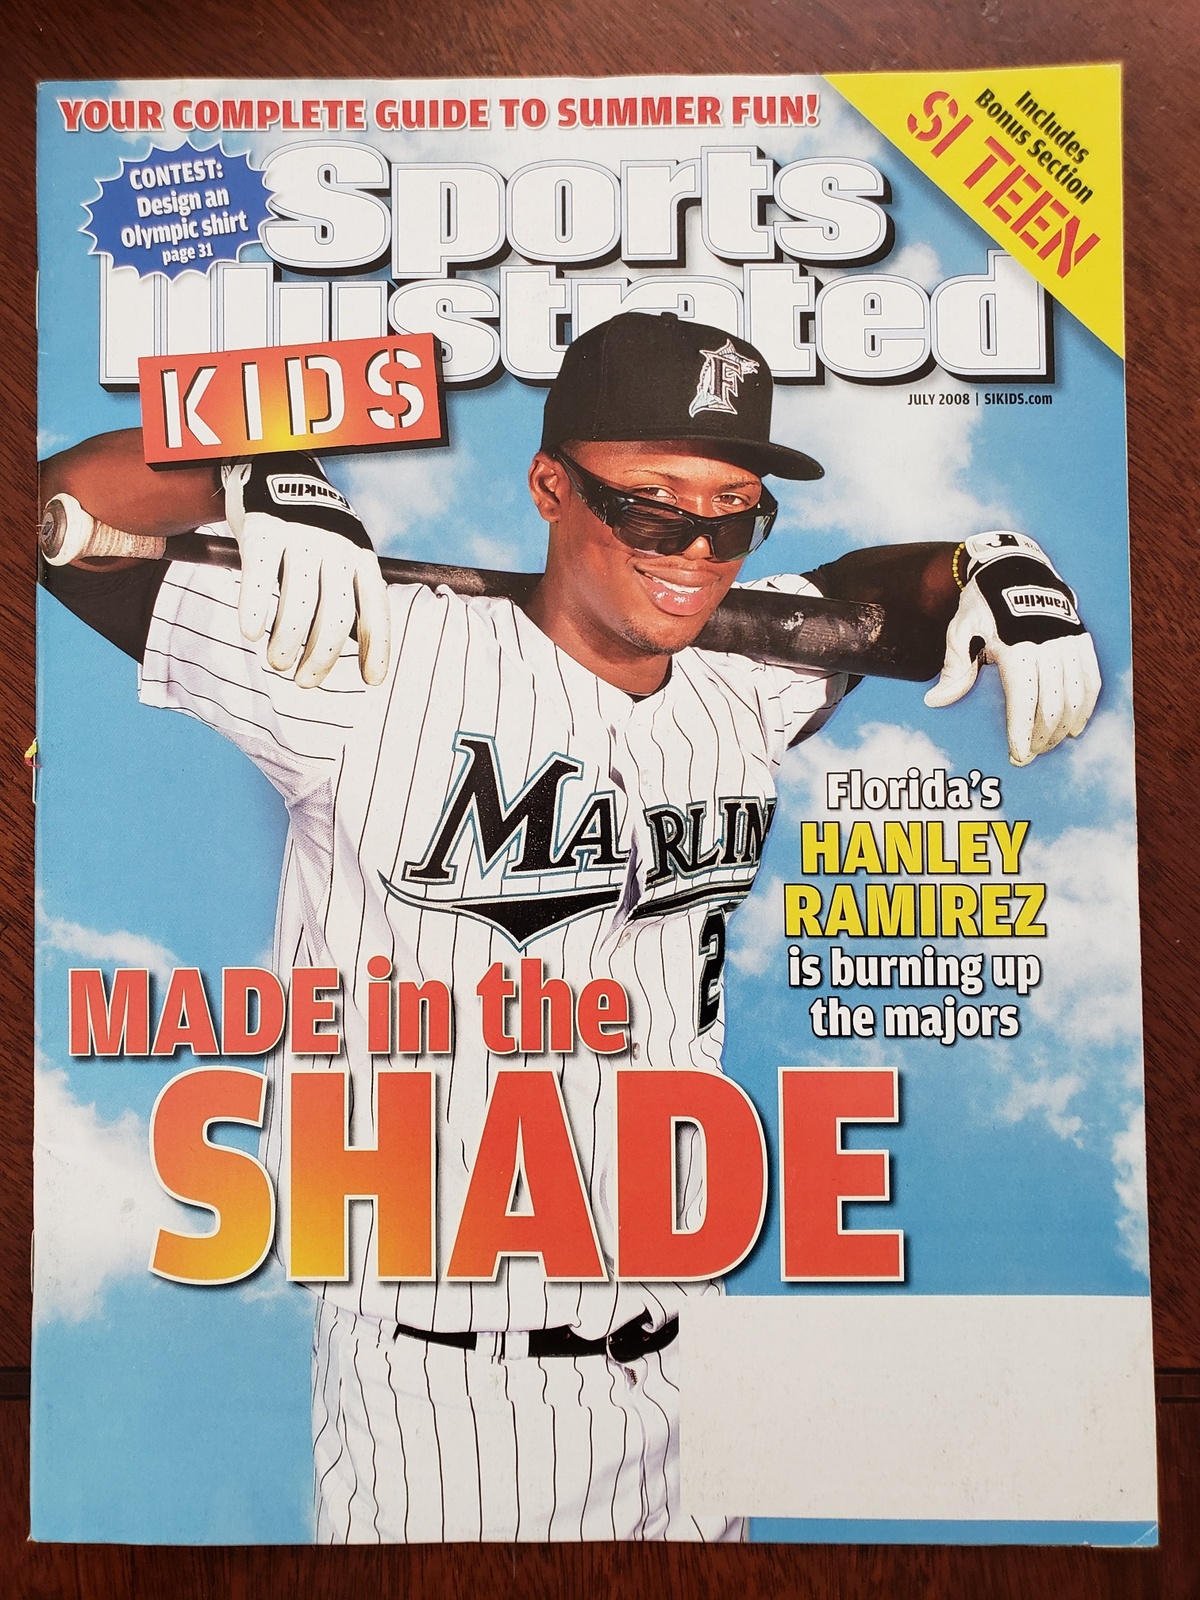 YOUR COMPLETE GUIDE TO SUMMER FUN!
Includes
Bonus Section
SI TEEN
CONTEST:
Design an
Olympic shirt
page 31
Sports
Illustrated
KIDS
JULY 2008 | SIKIDS.com
F
franklin
franklin
MARLIN
2
Florida's
HANLEY
RAMIREZ
is burning up
the majors
MADE in the
SHADE